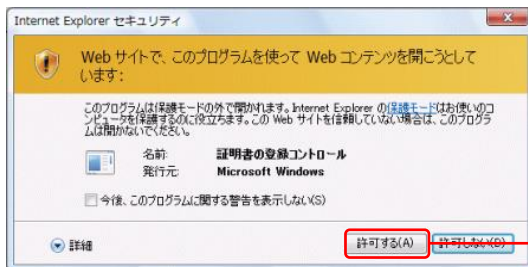 Internet Explorer セキュリティ
Web サイトで、このプログラムを使って Web コンテンツを開こうとして
います:
このプログラムは保護モードの外で開かれます。Internet Explorer の保護モードはお使いのコ
ンピュータを保護するのに役立ちます。この Web サイトを信頼していない場合は、このプログラ
ムは開かないでください。
名前: 証明書の登録コントロール
発行元: Microsoft Windows
今後、このプログラムに関する警告を表示しない(S)
詳細
許可する(A)
許可しない(D)